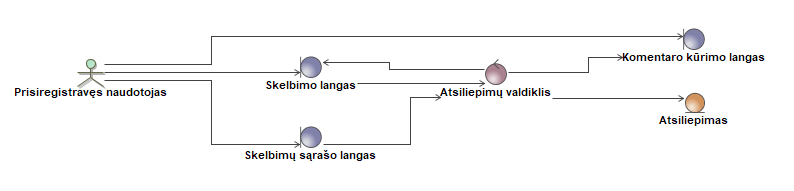 Komentaro kūrimo langas
Prisiregistravęs naudotojas
Skelbimo langas
Atsiliepimų valdiklis
Atsiliepimas
Skelbimų sąrašo langas